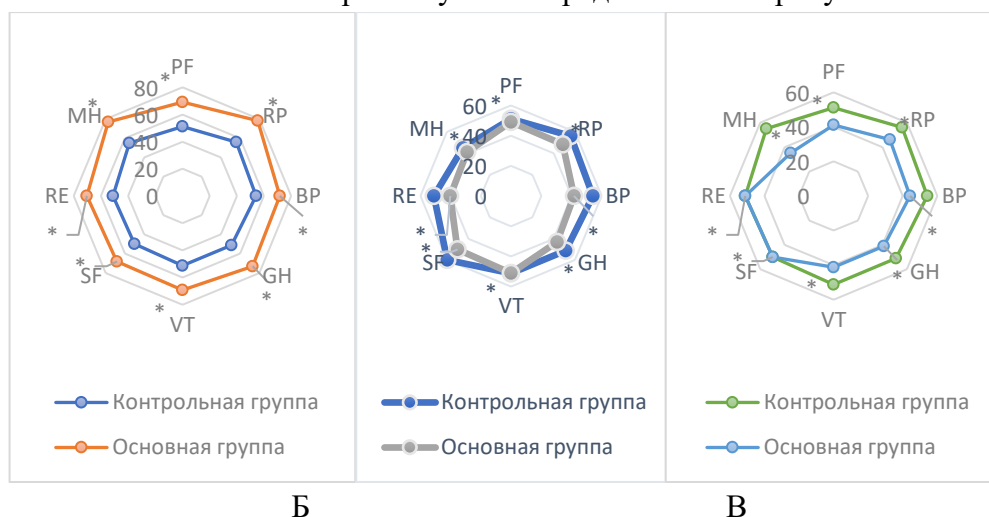 PF
RP
BP
GH
VT
SF
RE
MH
80
60
40
20
0
* * * * * * * *
Контрольная группа
Основная группа
PF
RP
BP
GH
VT
SF
RE
MH
60
40
20
0
* * * * * * * *
Контрольная группа
Основная группа
PF
RP
BP
GH
VT
SF
RE
MH
60
40
20
0
* * * * * * * *
Контрольная группа
Основная группа
Б В